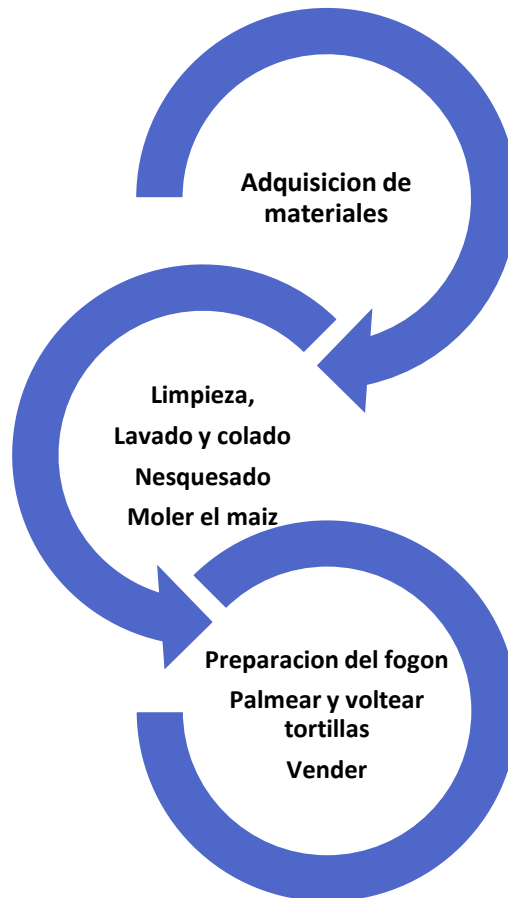 Adquisicion de
materiales
Limpieza,
Lavado y colado
Nesquesado
Moler el maiz
Preparacion del fogon
Palmear y voltear
tortillas
Vender